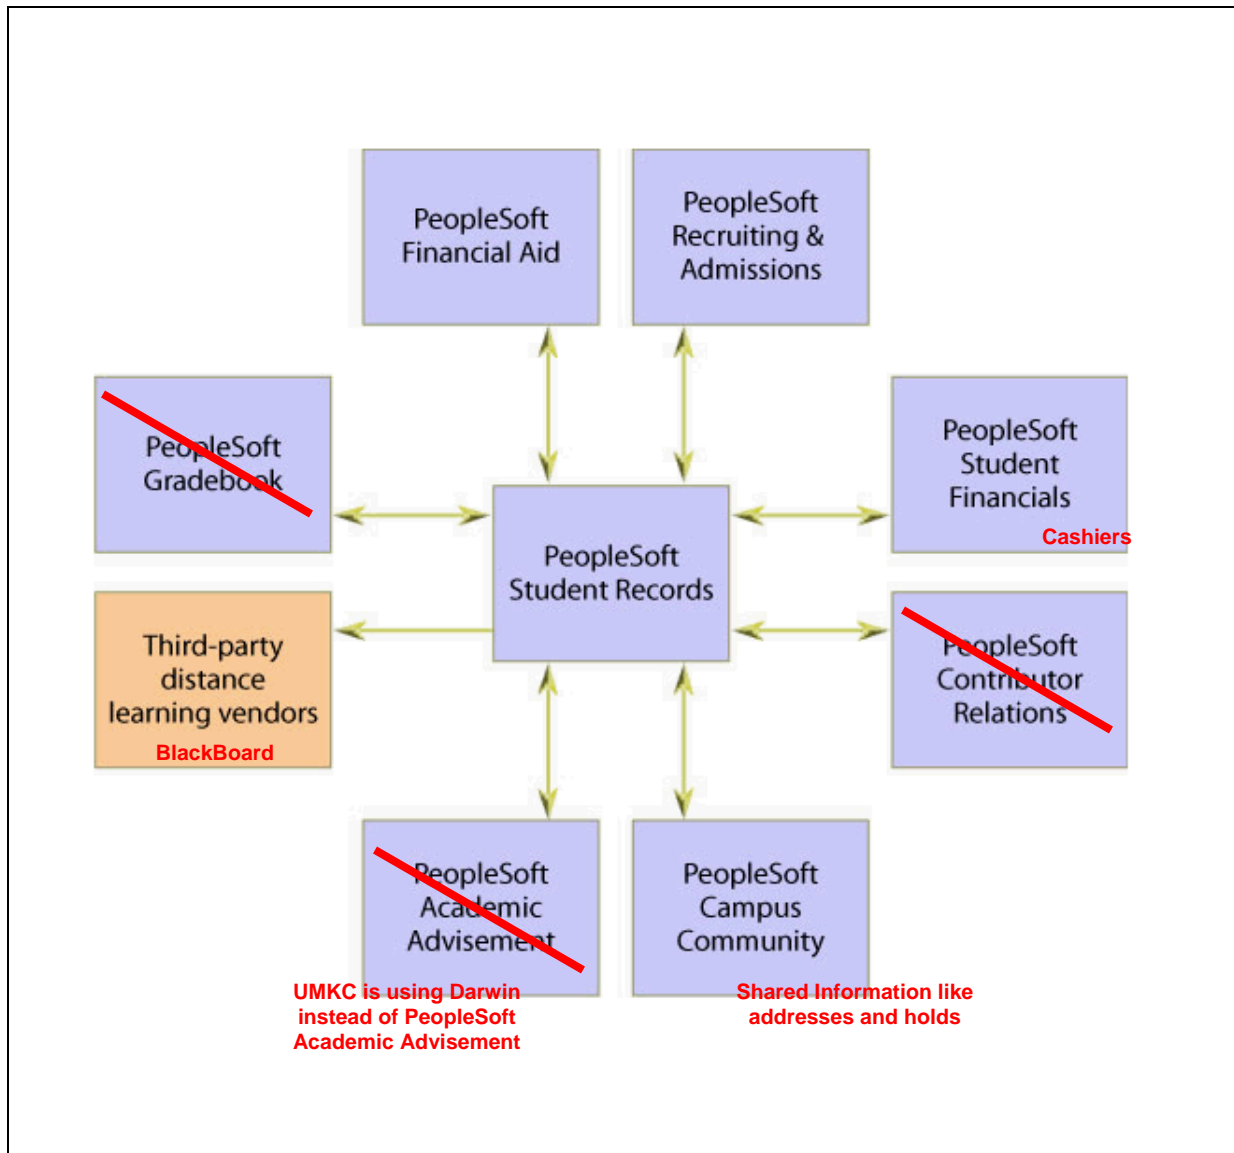 PeopleSoft
Financial Aid
PeopleSoft
Recruiting &
Admissions
PeopleSoft
Gradebook
PeopleSoft
Student
Financials
Cashiers
PeopleSoft
Student Records
Third-party
distance
learning vendors
BlackBoard
PeopleSoft
Contributor
Relations
PeopleSoft
Academic
Advisement
UMKC is using Darwin
instead of PeopleSoft
Academic Advisement
PeopleSoft
Campus
Community
Shared Information like
addresses and holds